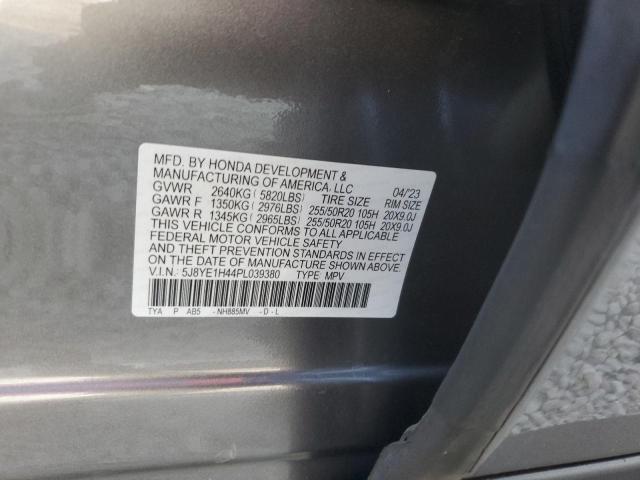 MFD. BY HONDA DEVELOPMENT &
MANUFACTURING OF AMERICA, LLC 04/23
GVWR 2640KG ( 5820LBS) TIRE SIZE RIM SIZE
GAWR F 1350KG ( 2976LBS) 255/50R20 105H 20X9.0J
GAWR R 1345KG ( 2965LBS) 255/50R20 105H 20X9.0J
THIS VEHICLE CONFORMS TO ALL APPLICABLE
FEDERAL MOTOR VEHICLE SAFETY
AND THEFT PREVENTION STANDARDS IN EFFECT
ON THE DATE OF MANUFACTURE SHOWN ABOVE.
V.I.N.: 5J8YE1H44PL039380 TYPE: MPV
TYA P AB5 - NH885MV - D - L